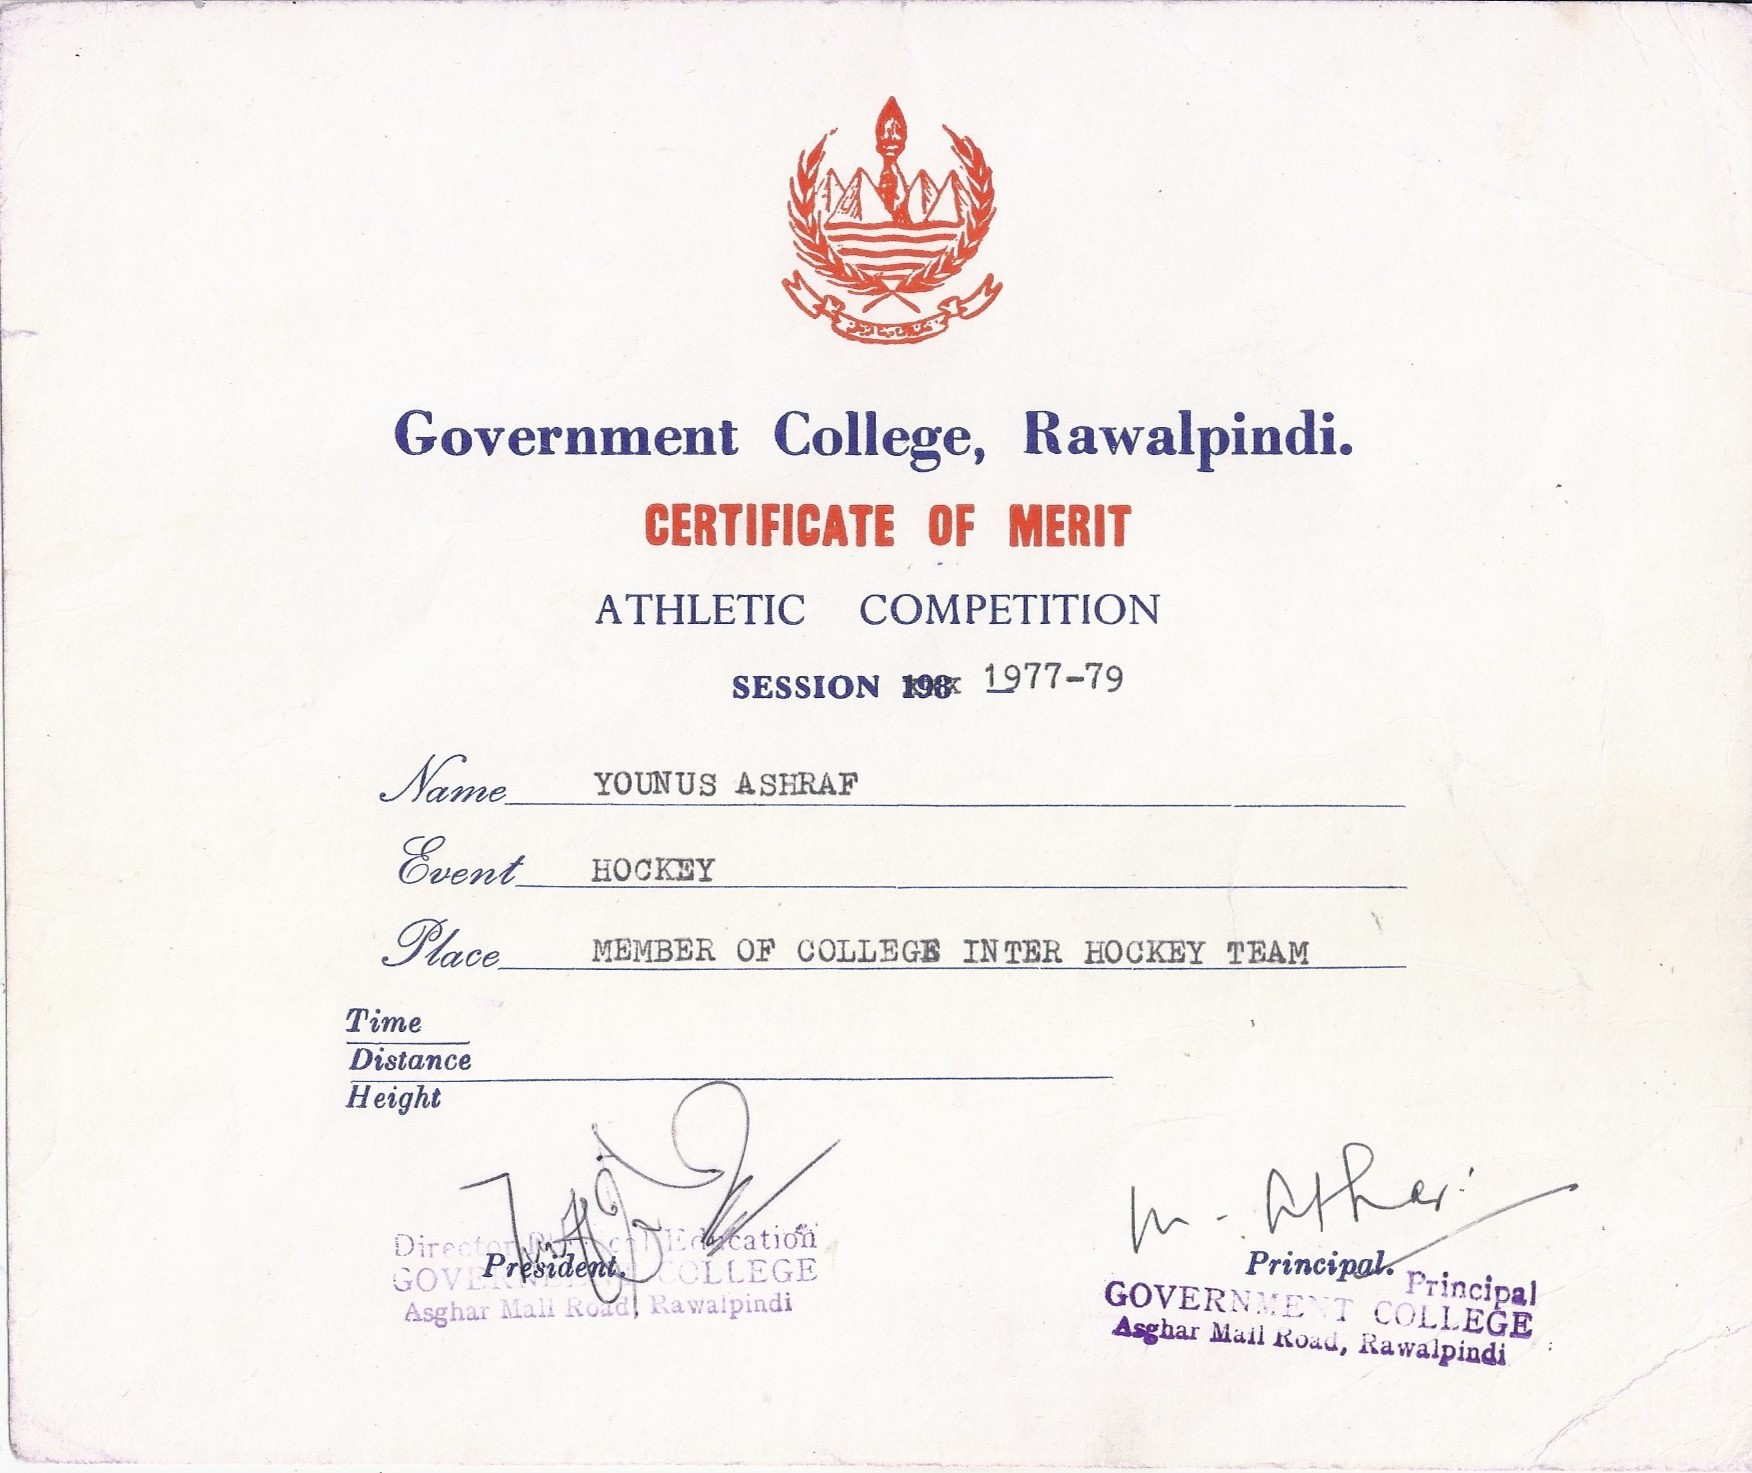 Government College, Rawalpindi.
CERTIFICATE OF MERIT
ATHLETIC COMPETITION
SESSION 198 1977-79
Name YOUNUS ASHRAF
Event HOCKEY
Place MEMBER OF COLLEGE INTER HOCKEY TEAM
Time
Distance
Height
Director Physical Education
President.
GOVERNMENT COLLEGE
Asghar Mall Road, Rawalpindi
M. Athar
Principal.
Principal
GOVERNMENT COLLEGE
Asghar Mall Road, Rawalpindi